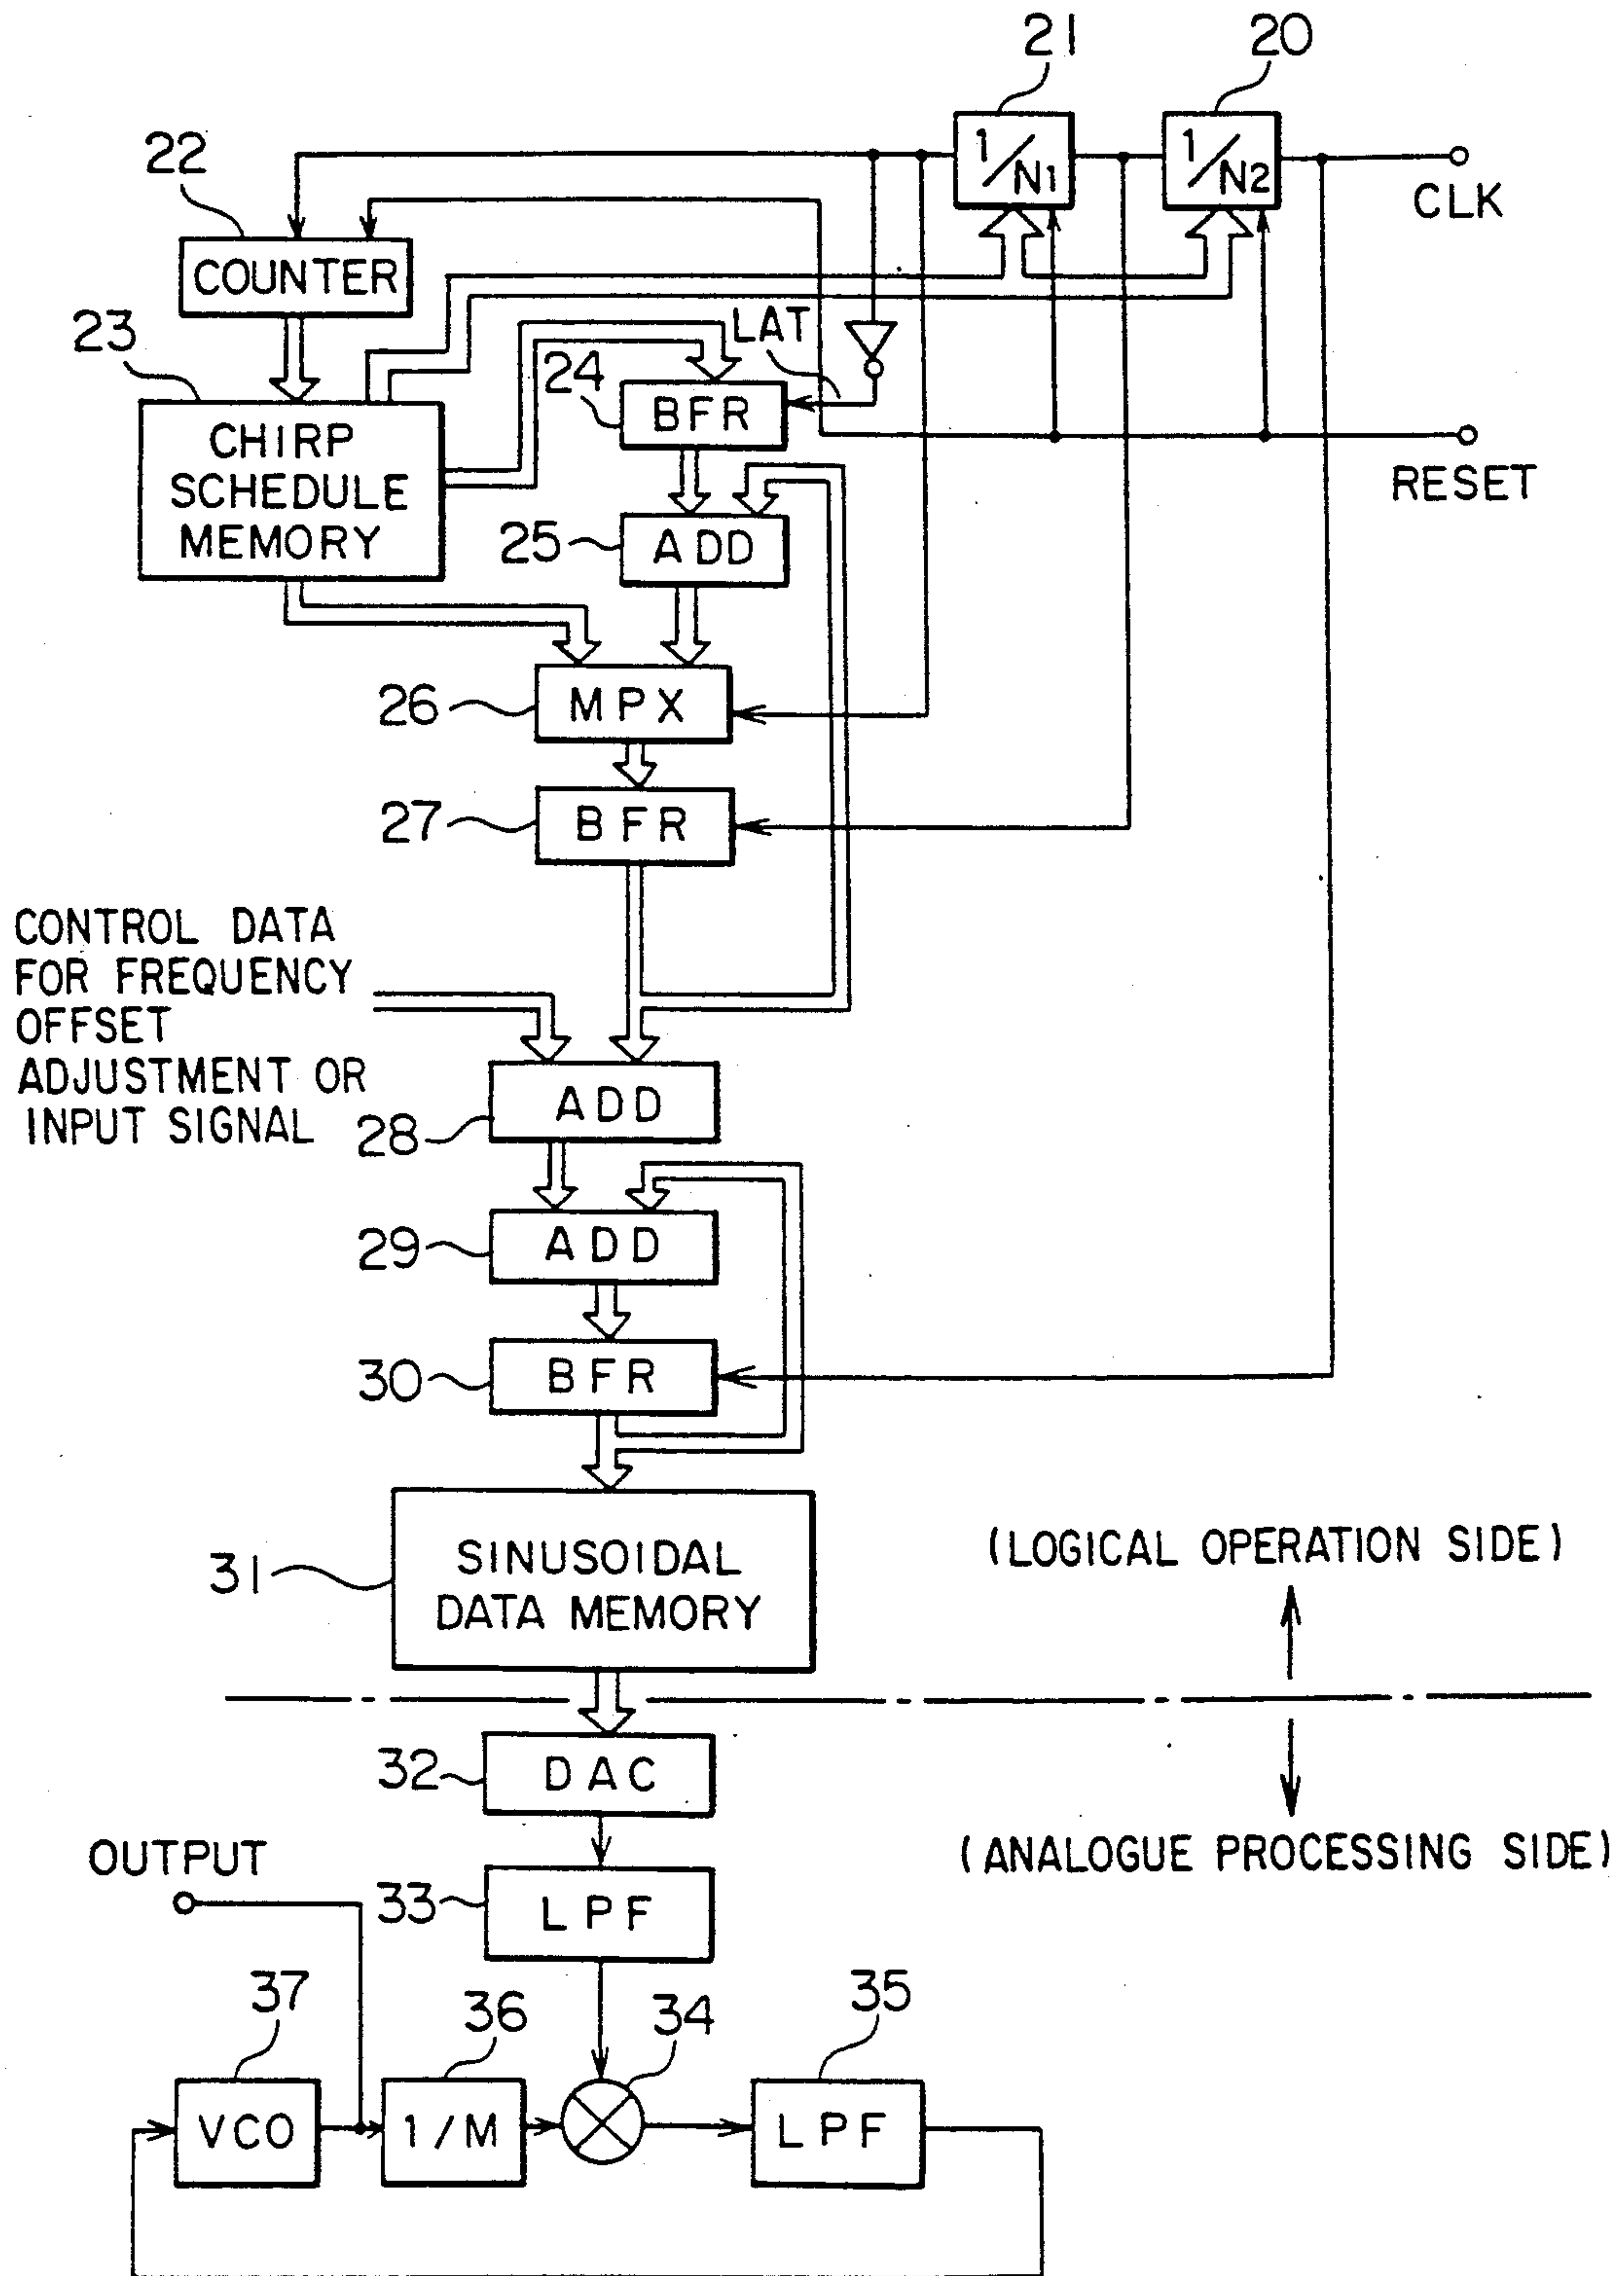 21
20
1/N1
1/N2
CLK
22
COUNTER
23
LAT
24
BFR
CHIRP
SCHEDULE
MEMORY
RESET
25
ADD
26
MPX
27
BFR
CONTROL DATA
FOR FREQUENCY
OFFSET
ADJUSTMENT OR
INPUT SIGNAL
28
ADD
29
ADD
30
BFR
31
SINUSOIDAL
DATA MEMORY
(LOGICAL OPERATION SIDE)
32
DAC
(ANALOGUE PROCESSING SIDE)
OUTPUT
33
LPF
37
36
34
35
VCO
1/M
LPF